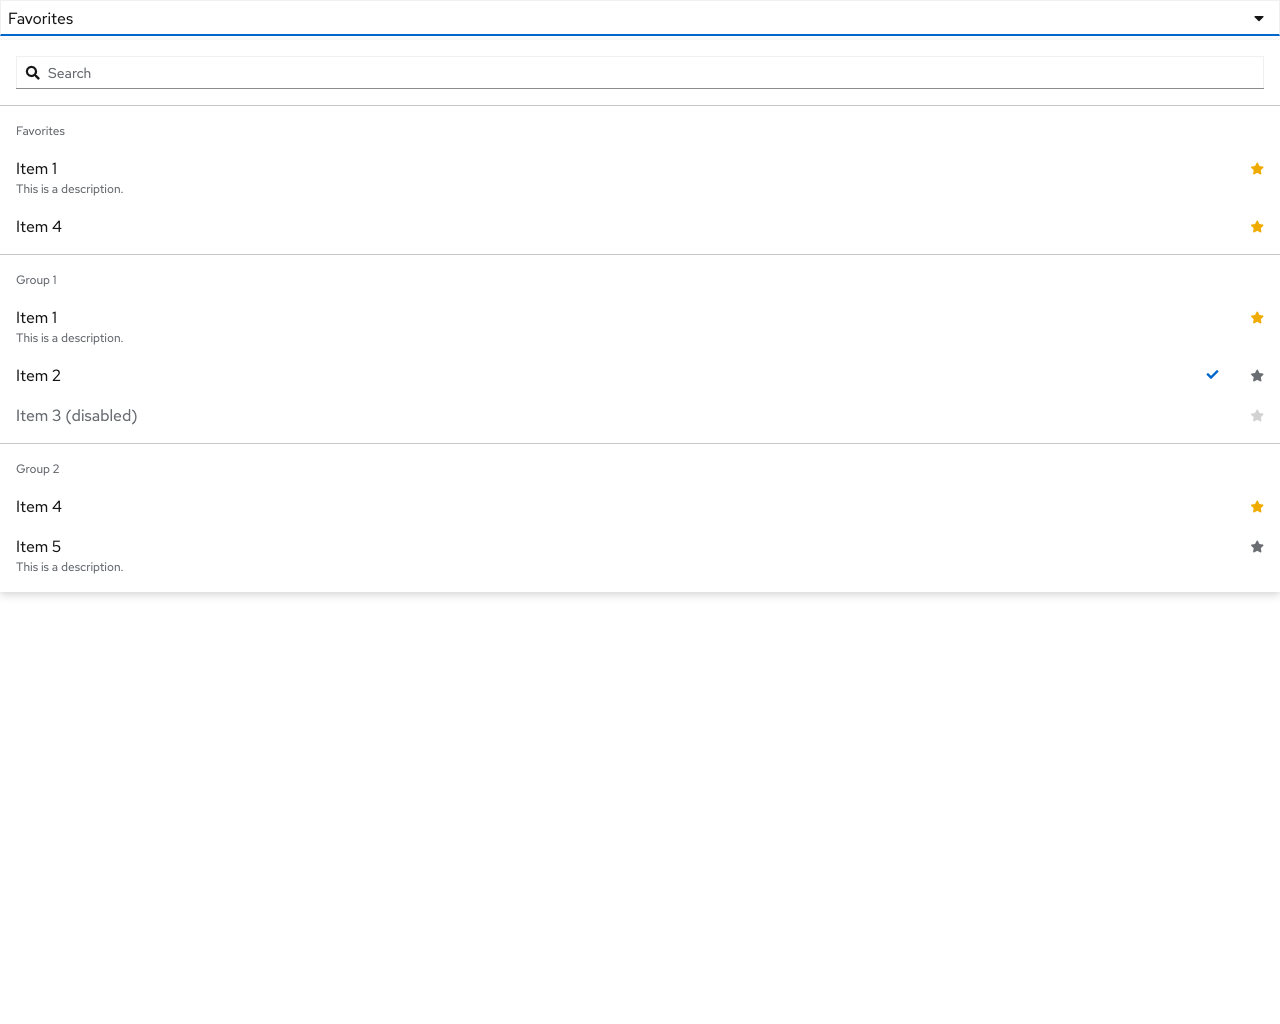 Favorites
Search
Favorites
Item 1
This is a description.
Item 4
Group 1
Item 1
This is a description.
Item 2
Item 3 (disabled)
Group 2
Item 4
Item 5
This is a description.